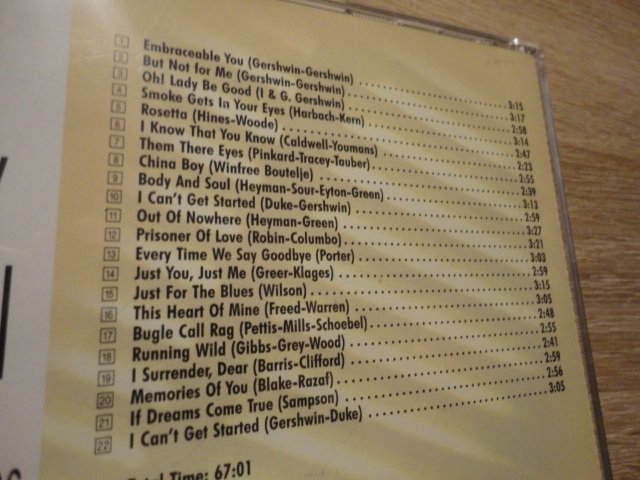 1 Embraceable You (Gershwin-Gershwin) 3:15
2 But Not for Me (Gershwin-Gershwin) 3:17
3 Oh! Lady Be Good (I & G. Gershwin) 2:58
4 Smoke Gets In Your Eyes (Harbach-Kern) 3:14
5 Rosetta (Hines-Woode) 2:47
6 I Know That You Know (Caldwell-Youmans) 2:23
7 Them There Eyes (Pinkard-Tracey-Tauber) 2:55
8 China Boy (Winfree Boutelje) 2:39
9 Body And Soul (Heyman-Sour-Eyton-Green) 3:13
10 I Can't Get Started (Duke-Gershwin) 2:59
11 Out Of Nowhere (Heyman-Green) 3:27
12 Prisoner Of Love (Robin-Columbo) 3:21
13 Every Time We Say Goodbye (Porter) 3:03
14 Just You, Just Me (Greer-Klages) 2:59
15 Just For The Blues (Wilson) 3:15
16 This Heart Of Mine (Freed-Warren) 3:05
17 Bugle Call Rag (Pettis-Mills-Schoebel) 2:48
18 Running Wild (Gibbs-Grey-Wood) 2:55
19 I Surrender, Dear (Barris-Clifford) 2:41
20 Memories Of You (Blake-Razaf) 2:59
21 If Dreams Come True (Sampson) 2:56
22 I Can't Get Started (Gershwin-Duke) 3:05
Total Time: 67:01